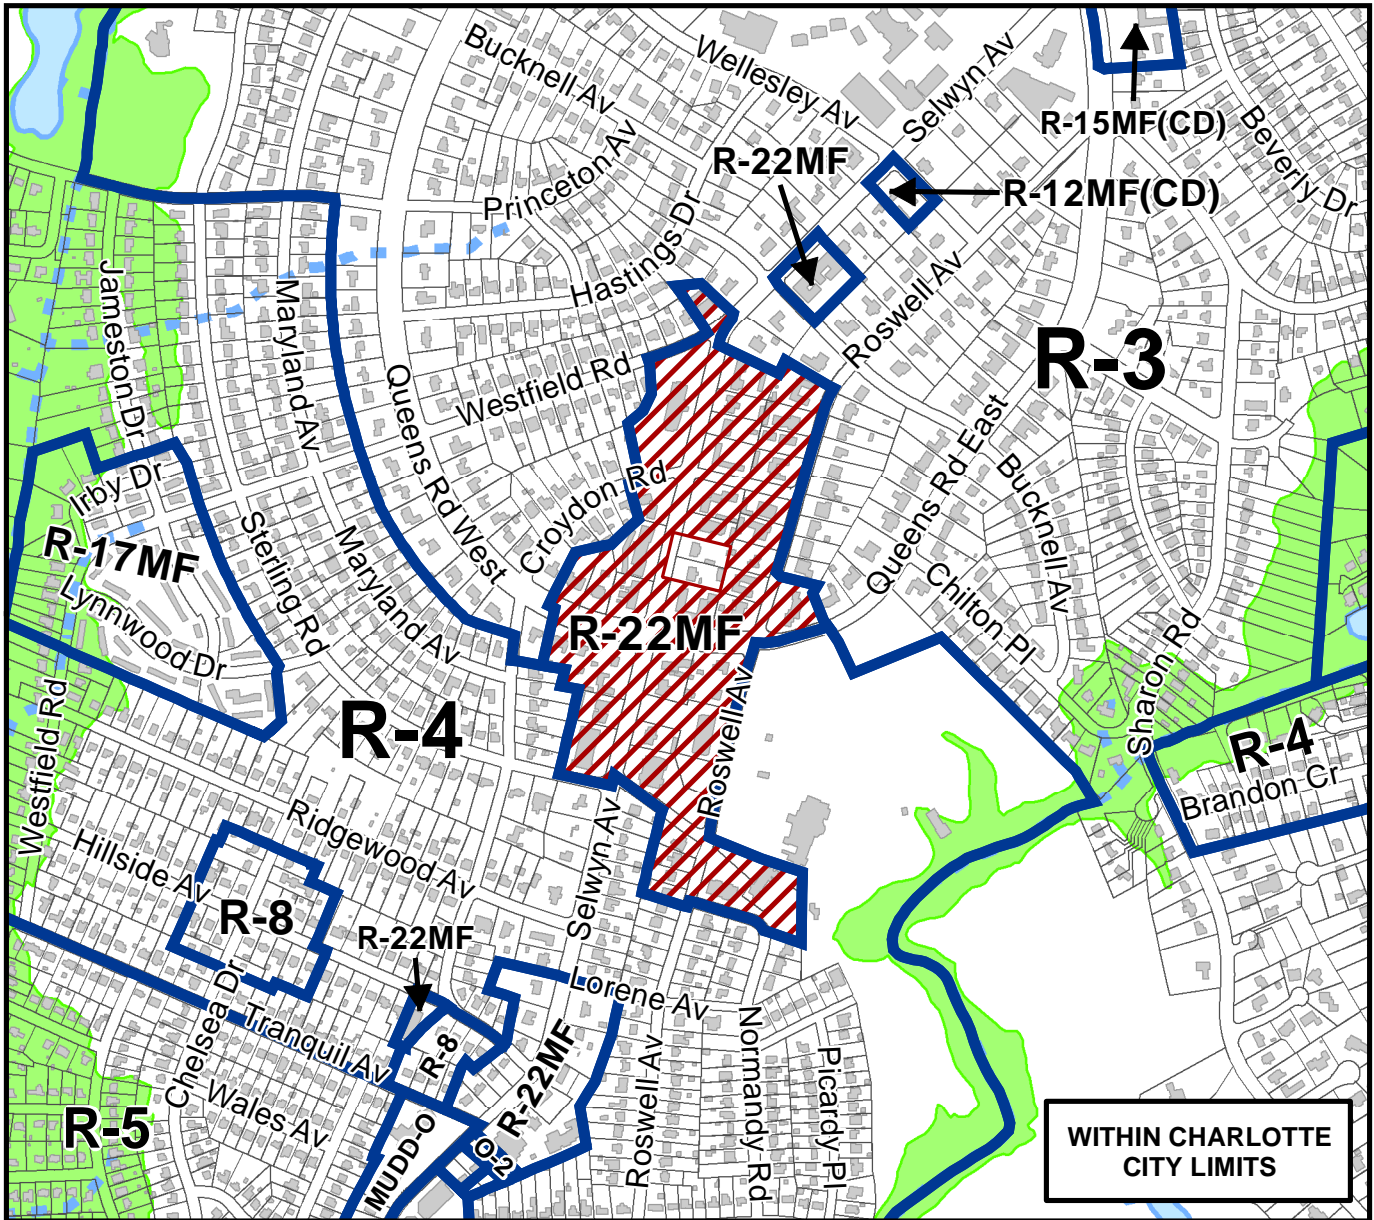 Bucknell Av
Wellesley Av
Selwyn Av
R-15MF(CD)
Beverly Dr
Princeton Av
R-22MF
R-12MF(CD)
Hastings Dr
Jameston Dr
Maryland Av
Roswell Av
R-3
Westfield Rd
Queens Rd West
Queens Rd East
Bucknell Av
Irby Dr
Croydon Rd
R-17MF
Sterling Rd
Maryland Av
Chilton Pl
Lynnwood Dr
R-22MF
Sharon Rd
Westfield Rd
R-4
Roswell Av
R-4
Brandon Cr
Ridgewood Av
Hillside Av
Selwyn Av
R-8
R-22MF
Lorene Av
Chelsea Dr
Tranquil Av
R-8
R-22MF
Roswell Av
Normandy Rd
Picardy Pl
Wales Av
R-5
MUDD-O
O-2
WITHIN CHARLOTTE
CITY LIMITS